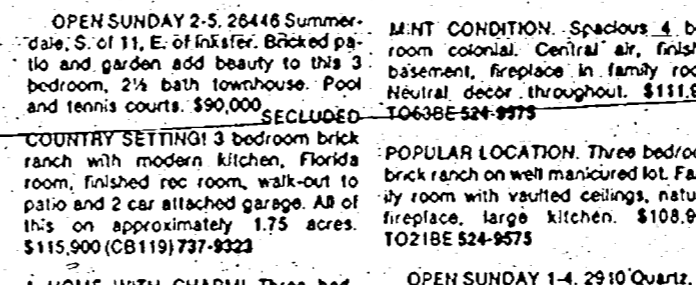 OPEN SUNDAY 2-5. 26446 Summer-
dale, S. of 11, E. of Inkster. Bricked pa-
tio and garden add beauty to this 3
bedroom, 2½ bath townhouse. Pool
and tennis courts. $90,000
SECLUDED
COUNTRY SETTING! 3 bedroom brick
ranch with modern kitchen, Florida
room, finished rec room, walk-out to
patio and 2 car attached garage. All of
this on approximately 1.75 acres.
$115,900 (CB119) 737-9323
A HOME WITH CHARM! Three bed-
MINT CONDITION. Spacious 4 b
room colonial. Central air, finish
basement, fireplace in family roo
Neutral decor throughout. $111,9
TO63BE 524-9575
POPULAR LOCATION. Three bedroo
brick ranch on well manicured lot. Fa
ily room with vaulted ceilings, natu
fireplace, large kitchen. $108,9
TO21BE 524-9575
OPEN SUNDAY 1-4. 2910 Quartz,